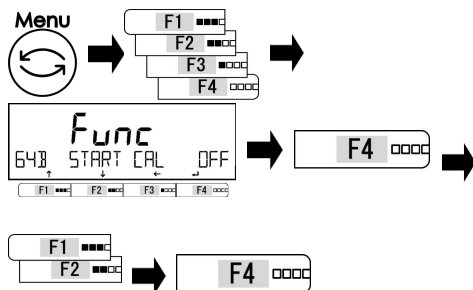 Menu
F1
F2
F3
F4
Func
64B START CAL OFF
F1 F2 F3 F4
F4
F1
F2
F4